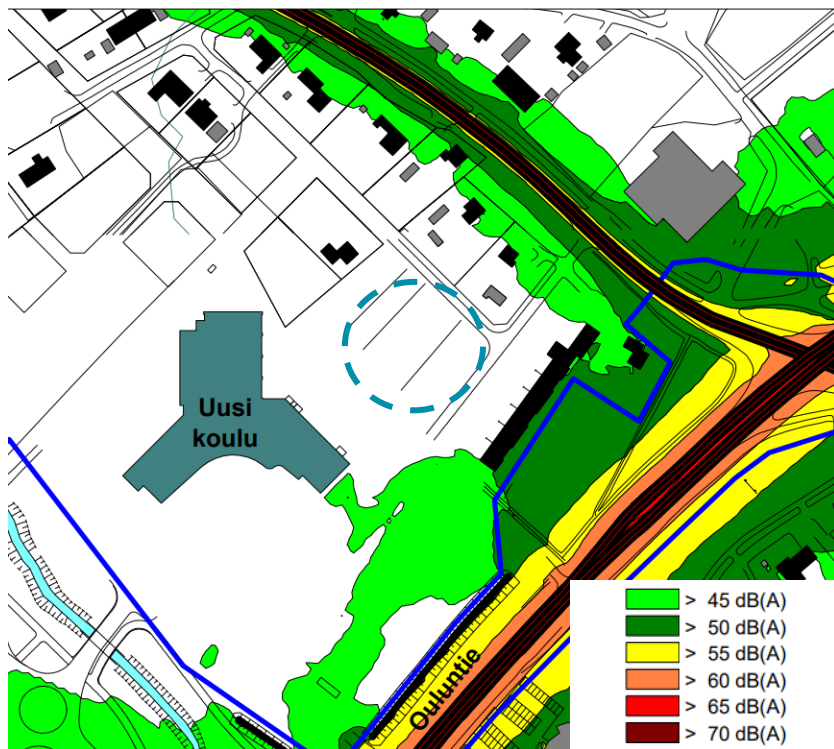 Uusi
koulu
Ouluntie
> 45 dB(A)
> 50 dB(A)
> 55 dB(A)
> 60 dB(A)
> 65 dB(A)
> 70 dB(A)